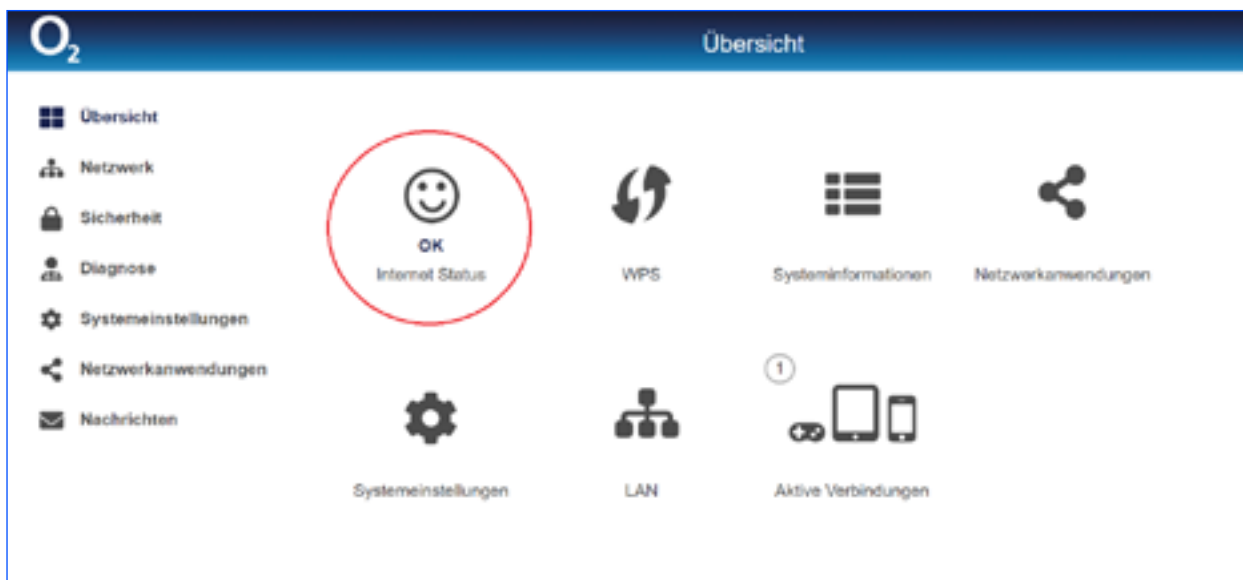 O2
Übersicht
Übersicht
Netzwerk
Sicherheit
Diagnose
Systemeinstellungen
Netzwerkanwendungen
Nachrichten
OK
Internet Status
WPS
Systeminformationen
Netzwerkanwendungen
1
Systemeinstellungen
LAN
Aktive Verbindungen